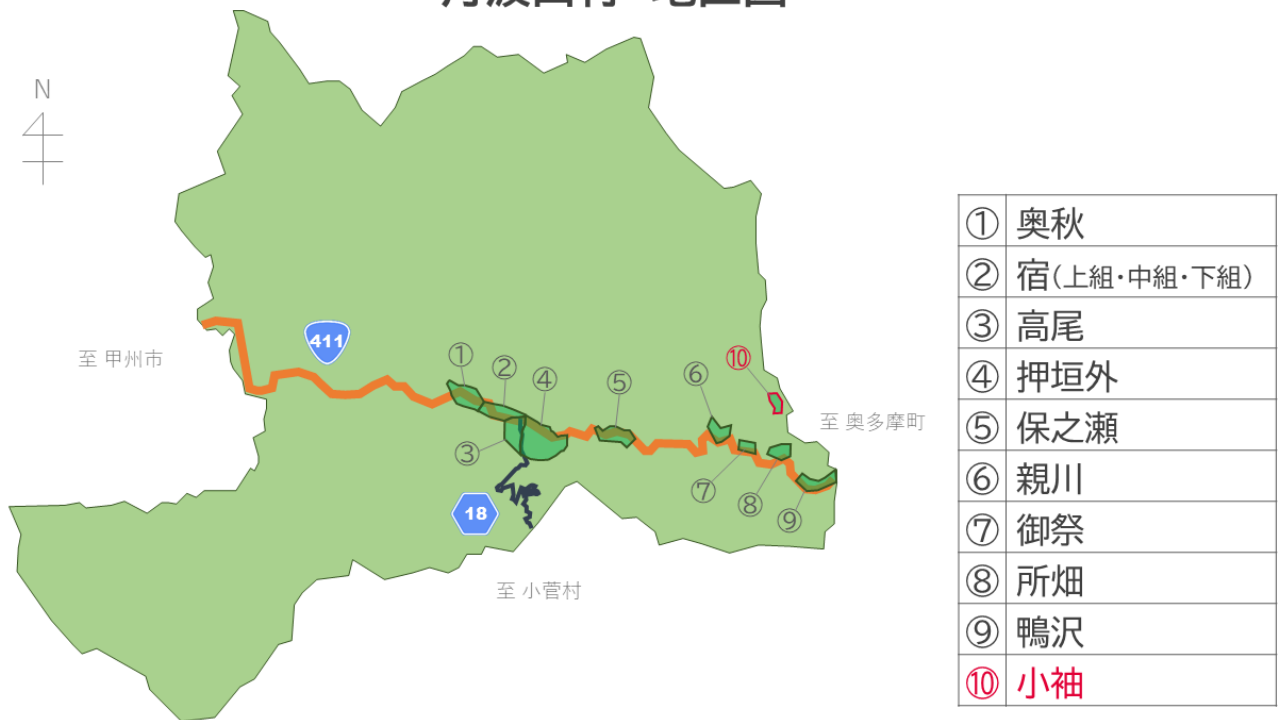 N
411
至 甲州市
①
②
④
⑤
⑥
⑩
至 奥多摩町
③
⑦
⑧
⑨
18
至 小菅村
① 奥秋
② 宿(上組・中組・下組)
③ 高尾
④ 押垣外
⑤ 保之瀬
⑥ 親川
⑦ 御祭
⑧ 所畑
⑨ 鴨沢
⑩ 小袖